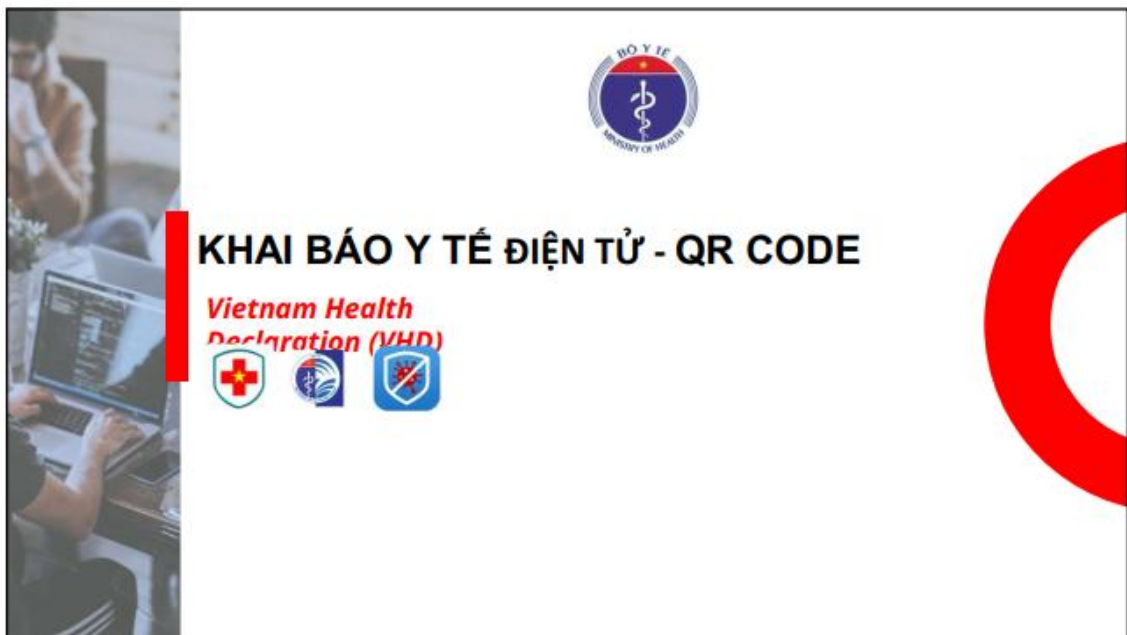 BỘ Y TẾ
MINISTRY OF HEALTH
KHAI BÁO Y TẾ ĐIỆN TỬ - QR CODE
Vietnam Health
Declaration (VHD)